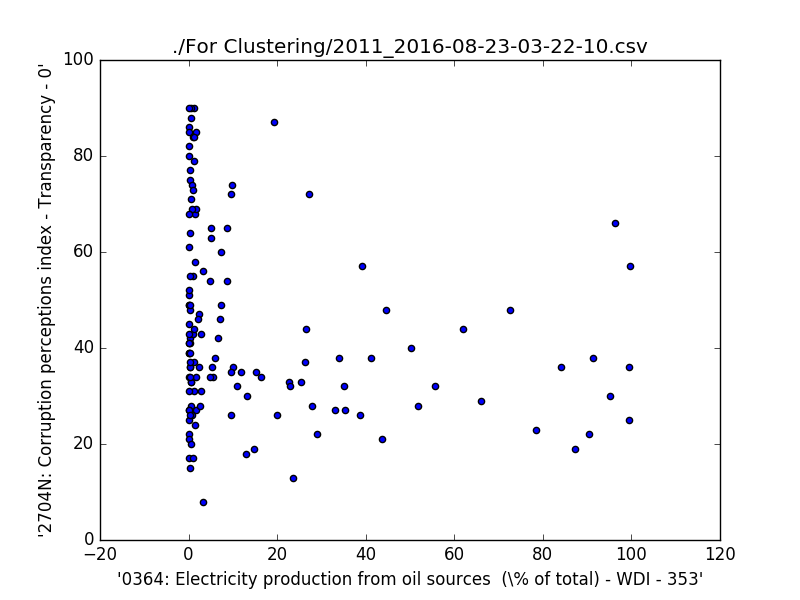 ./For Clustering/2011_2016-08-23-03-22-10.csv
100
80
60
40
20
0
'2704N: Corruption perceptions index - Transparency - 0'
−20 0 20 40 60 80 100 120
'0364: Electricity production from oil sources  (\% of total) - WDI - 353'